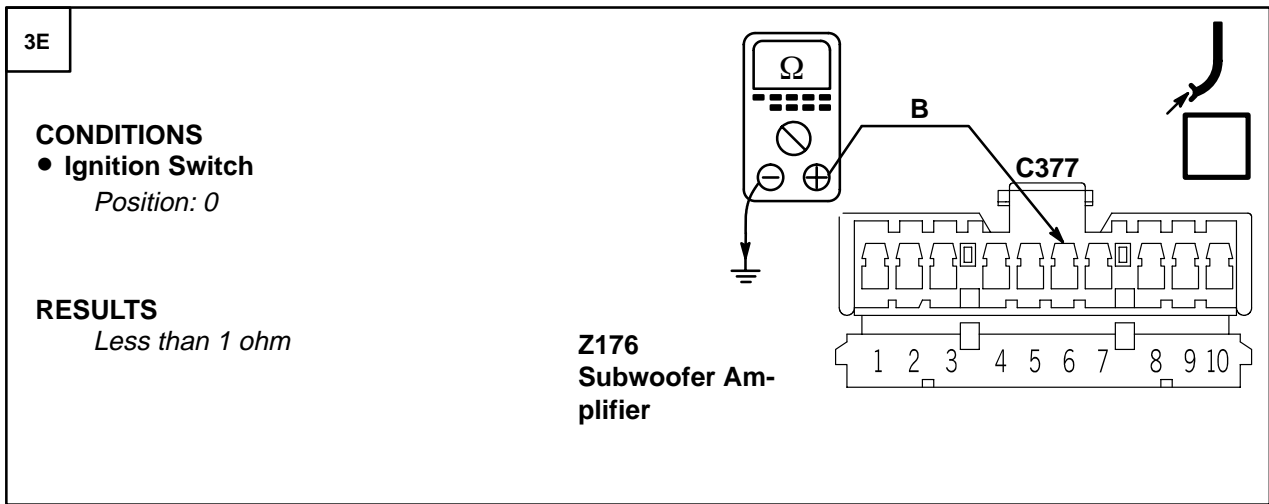 3E
CONDITIONS
● Ignition Switch
Position: 0
RESULTS
Less than 1 ohm
Ω
B
C377
Z176
Subwoofer Am-
plifier
1 2 3 4 5 6 7 8 9 10